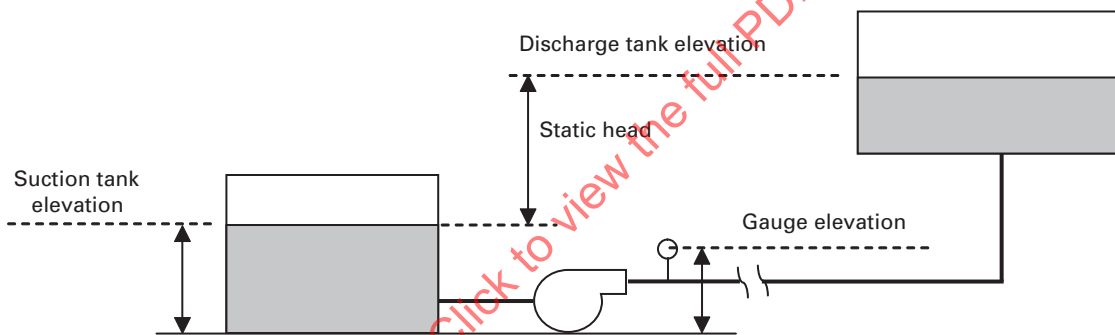 Discharge tank elevation
Static head
Suction tank
elevation
Gauge elevation
Click to view the full PD